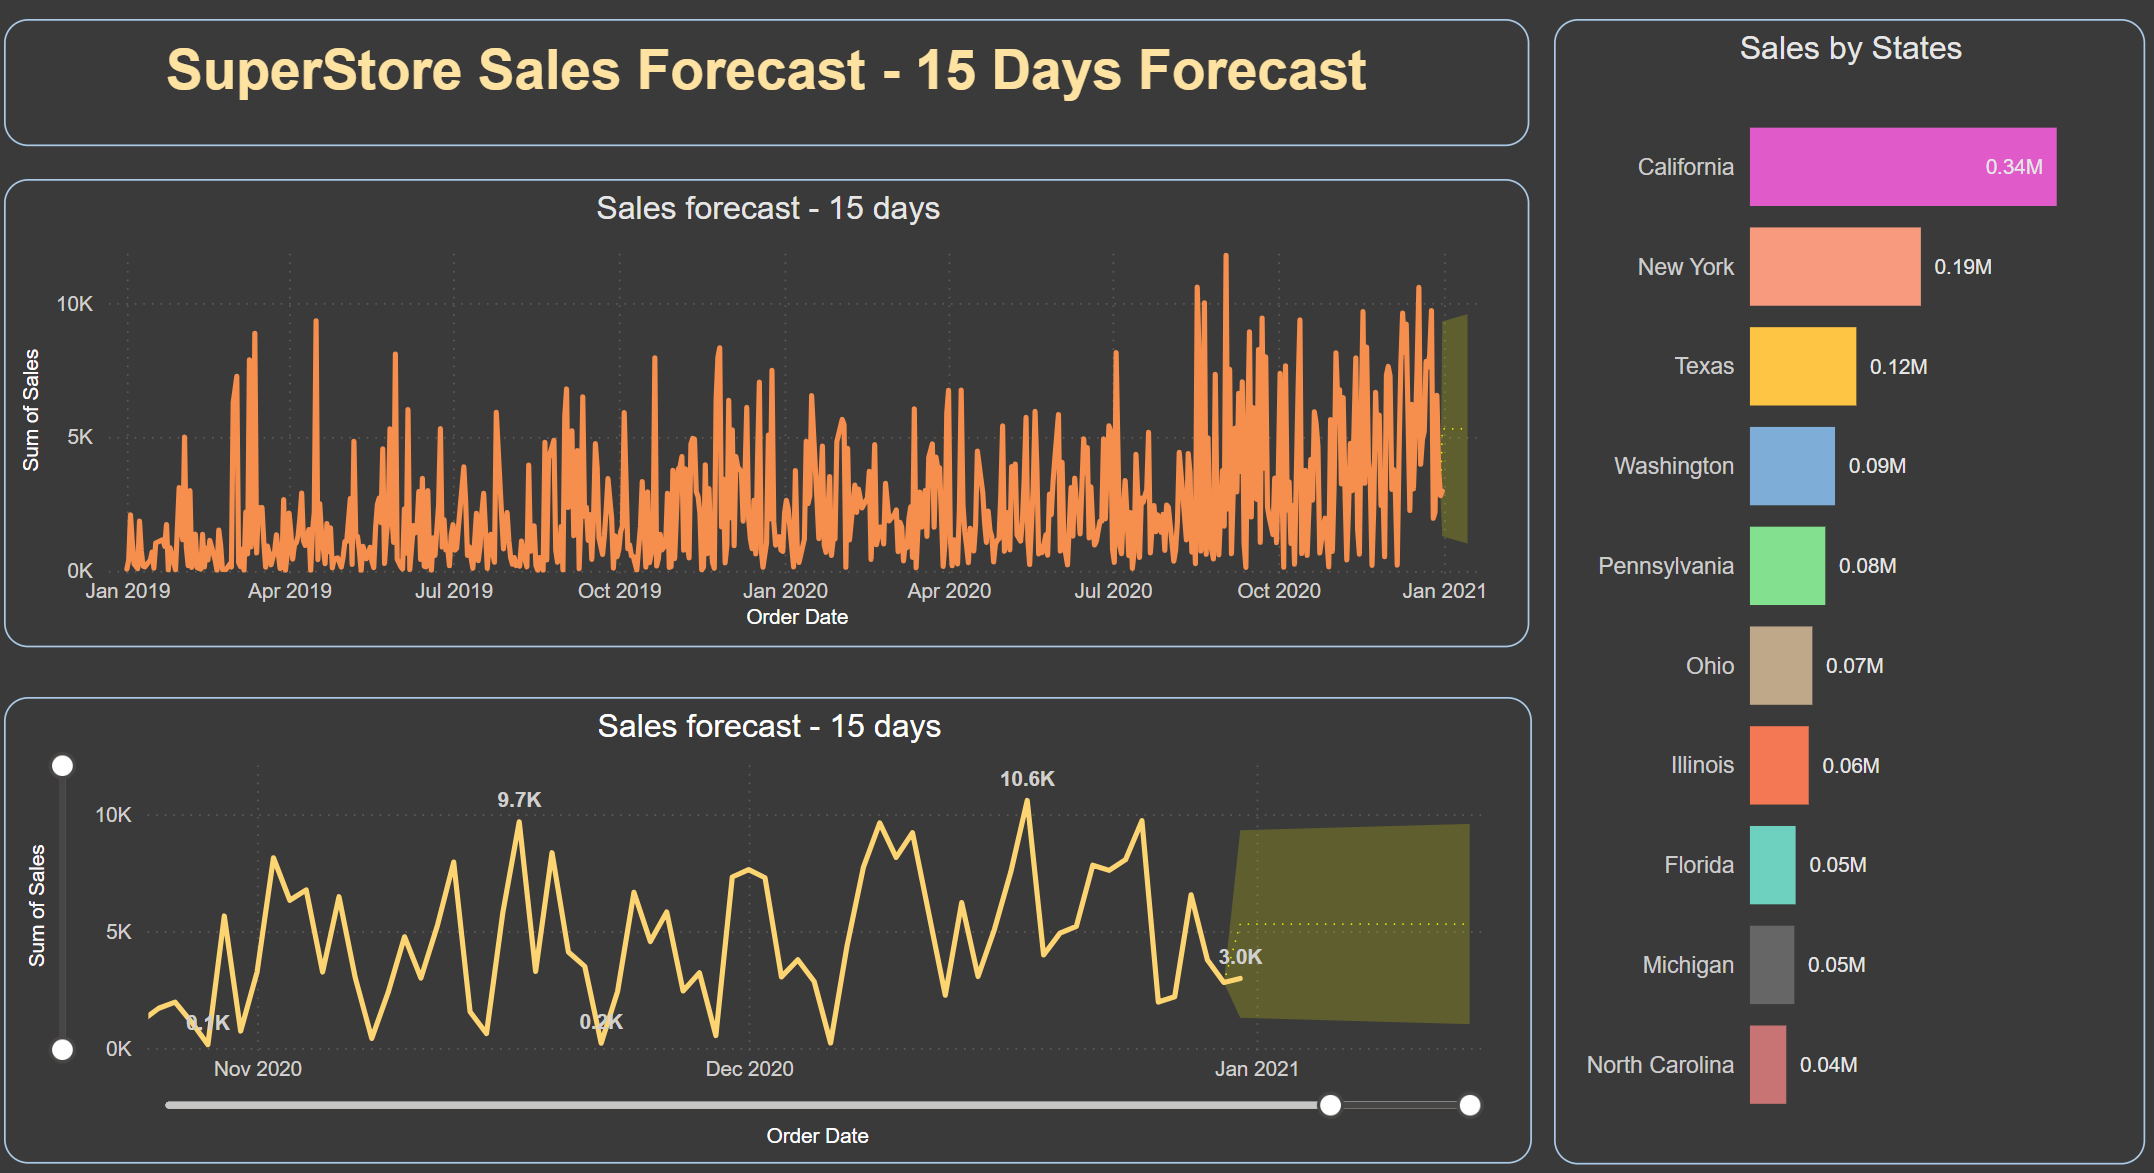 SuperStore Sales Forecast - 15 Days Forecast
Sales forecast - 15 days
10K
5K
0K
Sum of Sales
Jan 2019 Apr 2019 Jul 2019 Oct 2019 Jan 2020 Apr 2020 Jul 2020 Oct 2020 Jan 2021
Order Date
Sales forecast - 15 days
10.6K
9.7K
10K
5K
3.0K
0.1K
0.2K
0K
Sum of Sales
Nov 2020 Dec 2020 Jan 2021
Order Date
Sales by States
California 0.34M
New York 0.19M
Texas 0.12M
Washington 0.09M
Pennsylvania 0.08M
Ohio 0.07M
Illinois 0.06M
Florida 0.05M
Michigan 0.05M
North Carolina 0.04M